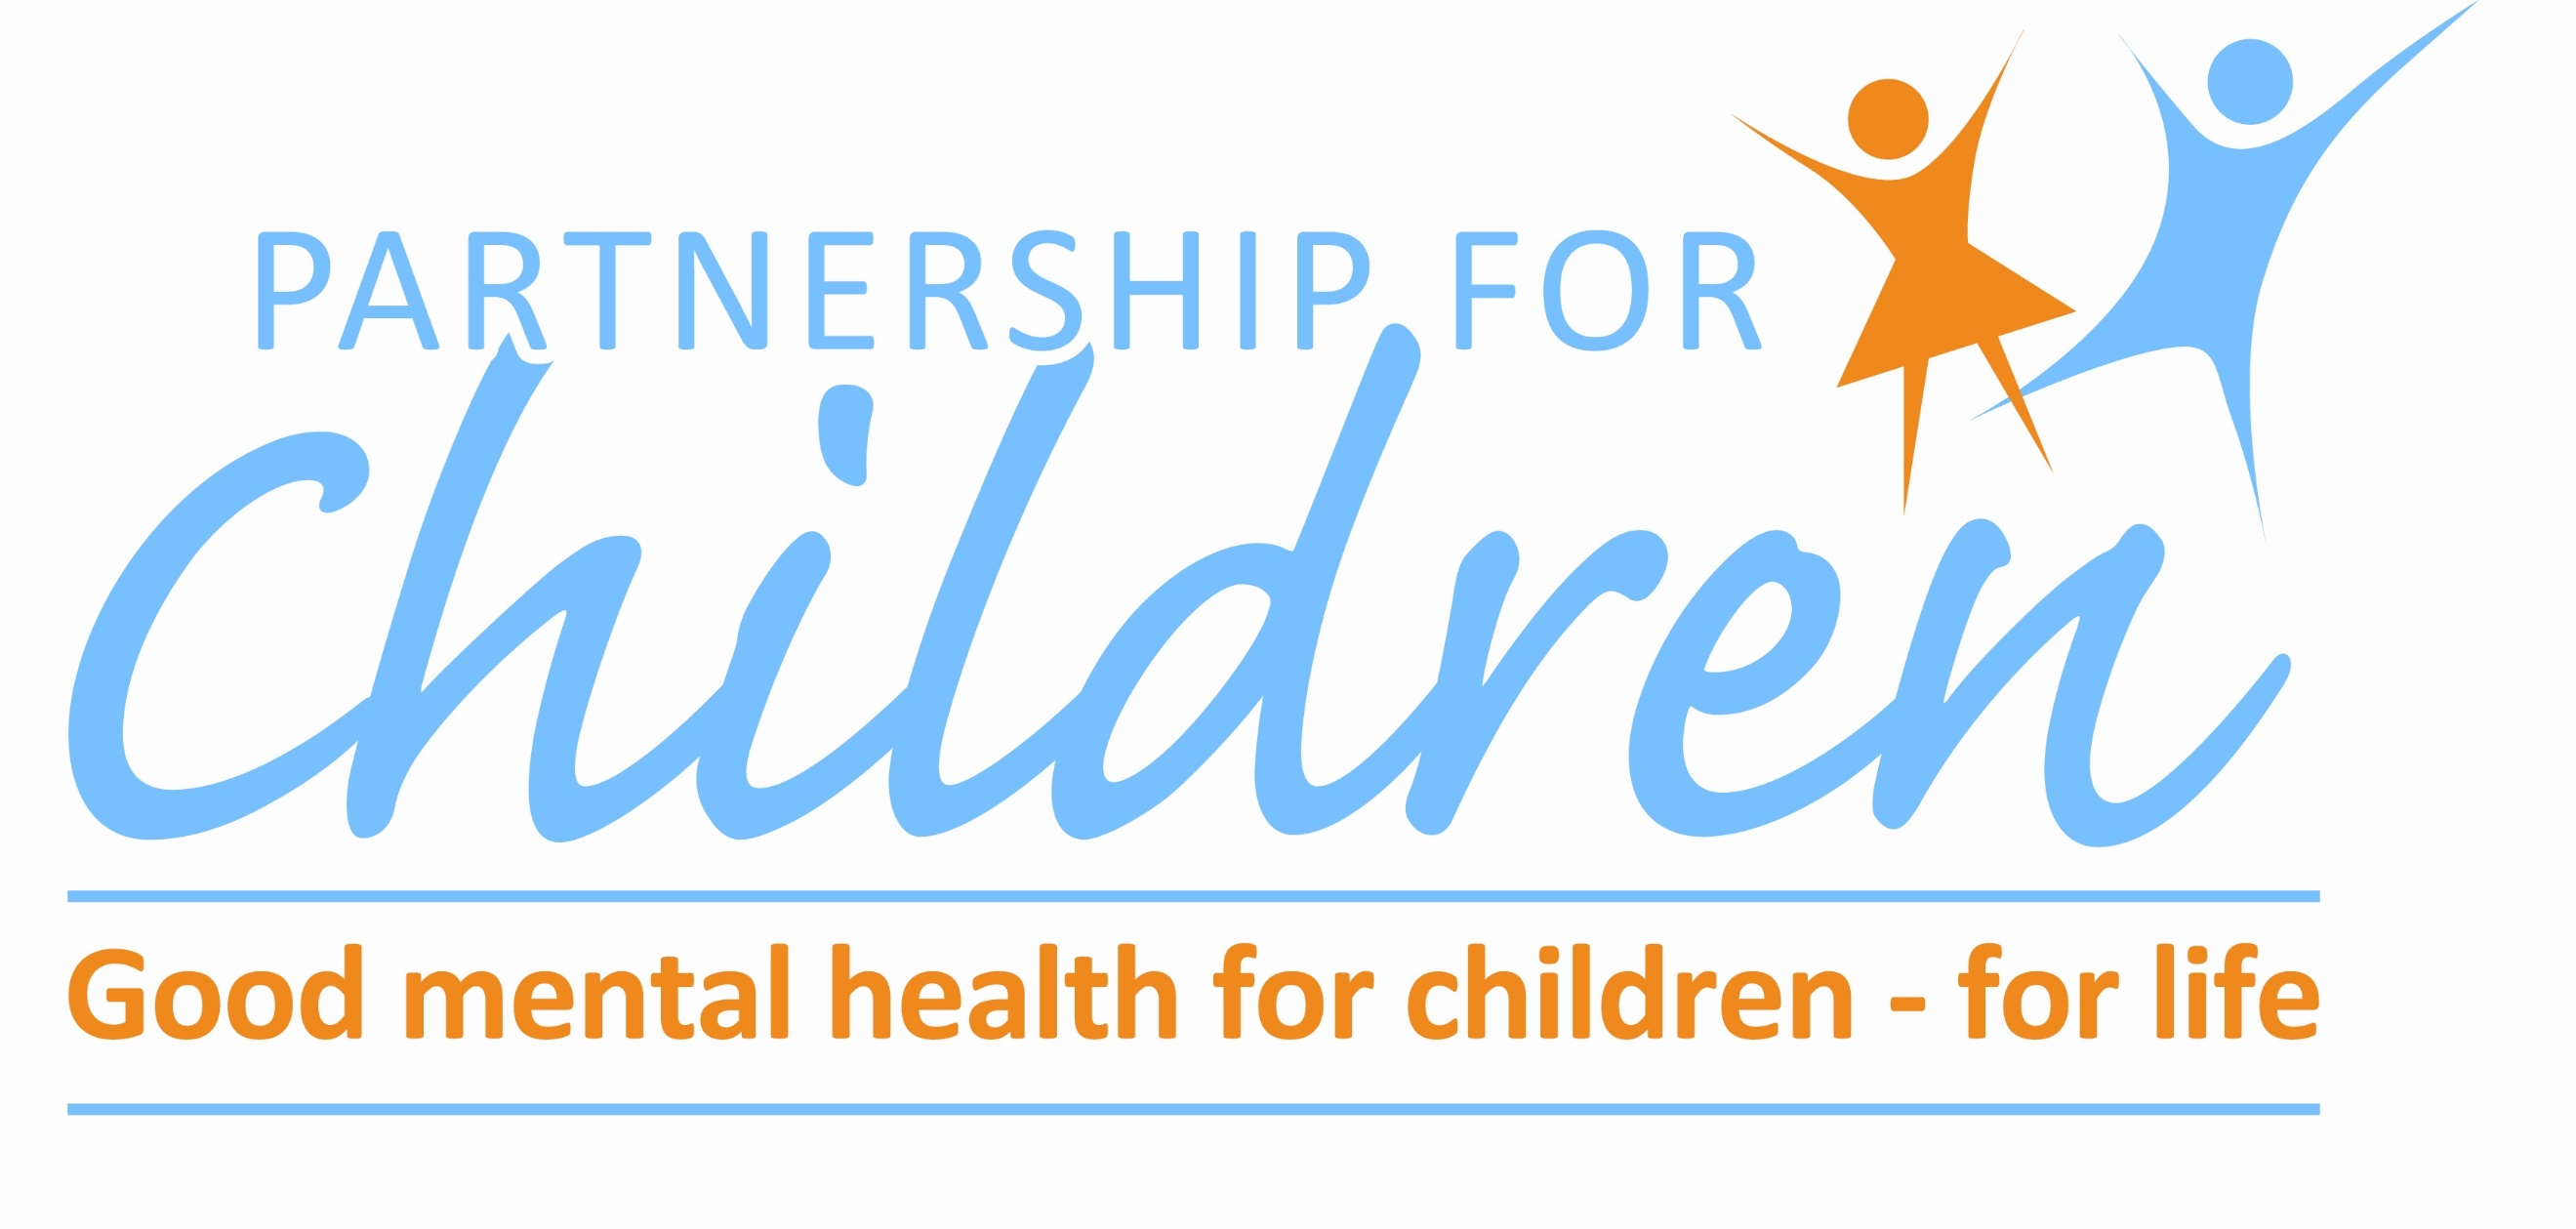 PARTNERSHIP FOR
Children
Good mental health for children - for life